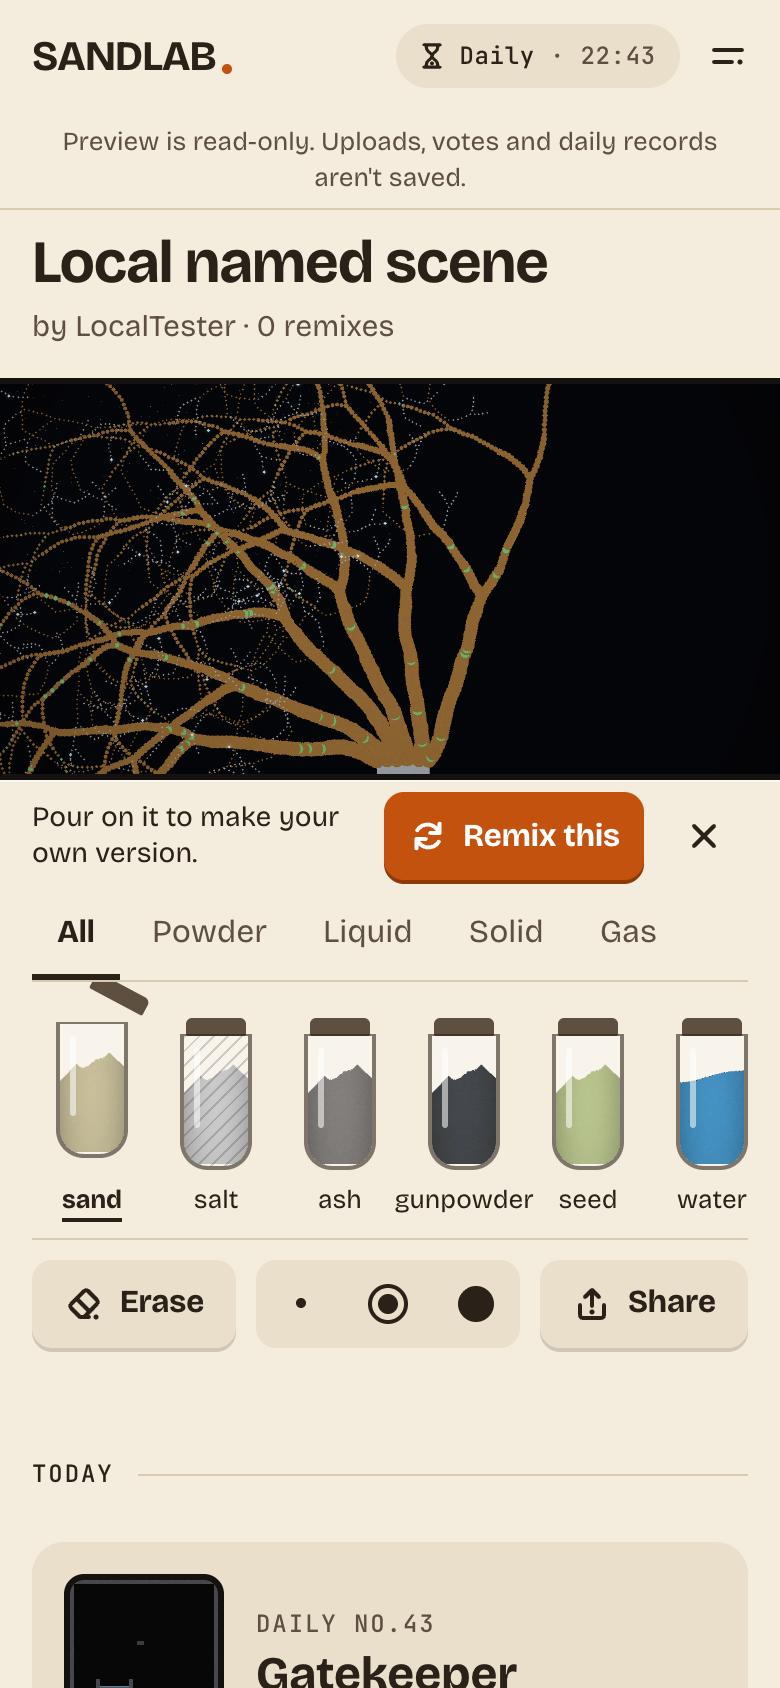 SANDLAB.
Daily · 22:43
Preview is read-only. Uploads, votes and daily records
aren't saved.
Local named scene
by LocalTester · 0 remixes
Pour on it to make your
own version.
Remix this
All Powder Liquid Solid Gas
sand salt ash gunpowder seed water
Erase
Share
TODAY
DAILY NO.43
Gatekeeper